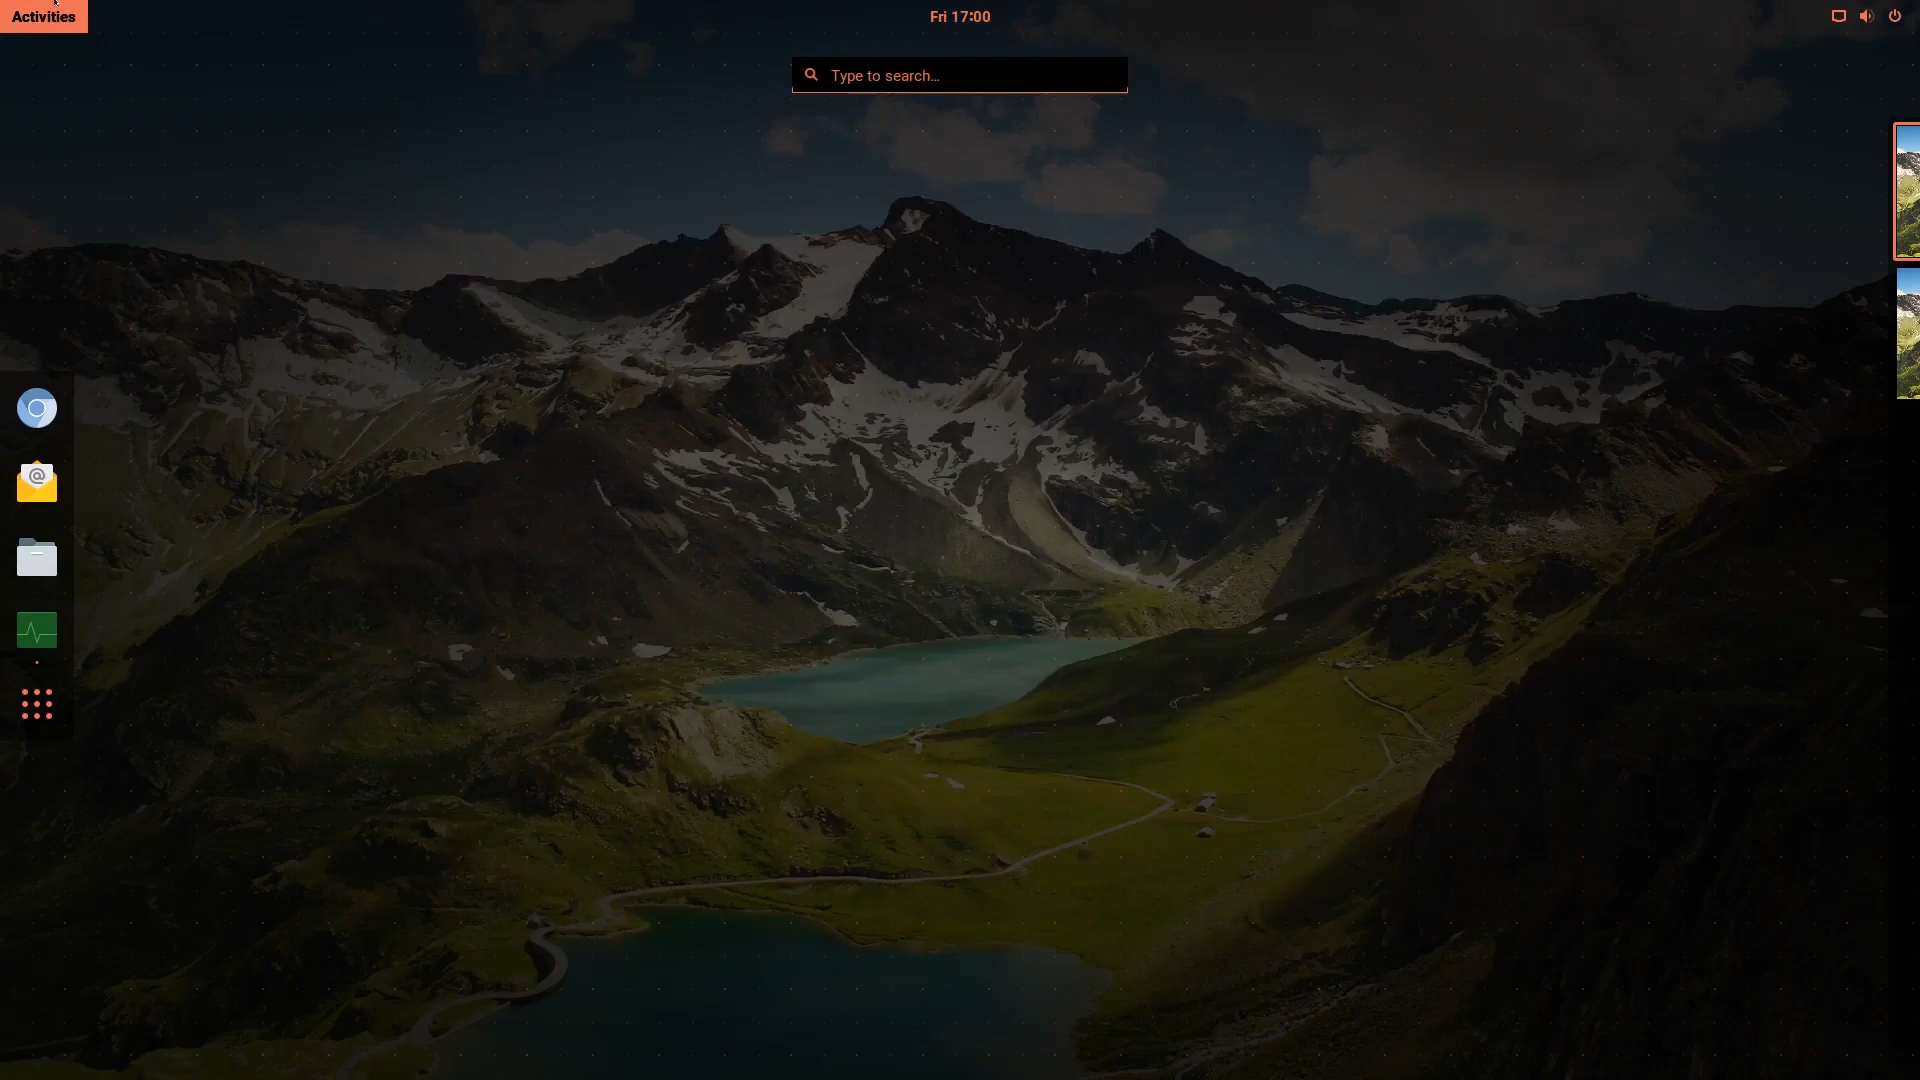 Activities
Fri 17:00
Type to search…